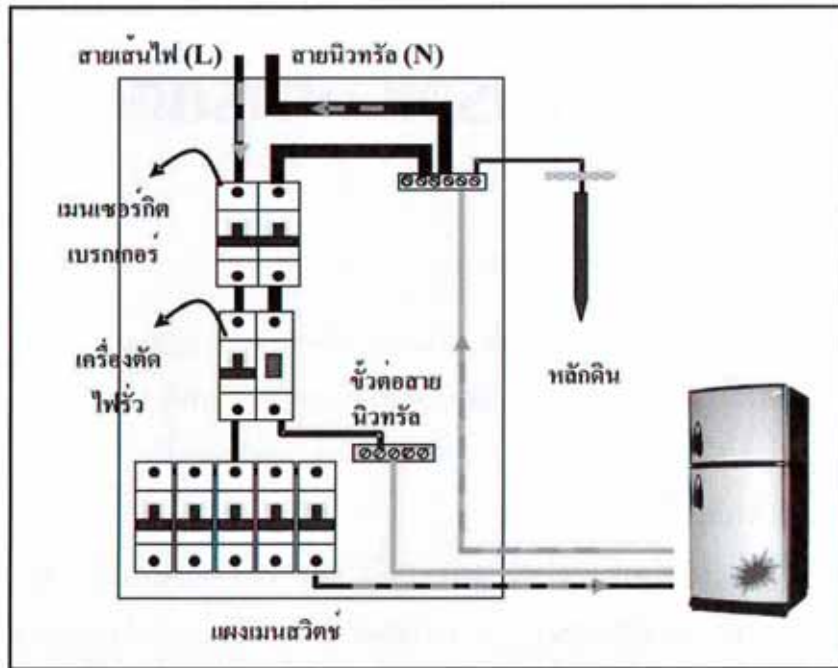 สายเส้นไฟ (L) สายนิวทรัล (N)
เมนเซอร์กิต
เบรกเกอร์
เครื่องตัด
ไฟรั่ว
ขั้วต่อสาย
นิวทรัล
หลักดิน
แผงเมนสวิตช์